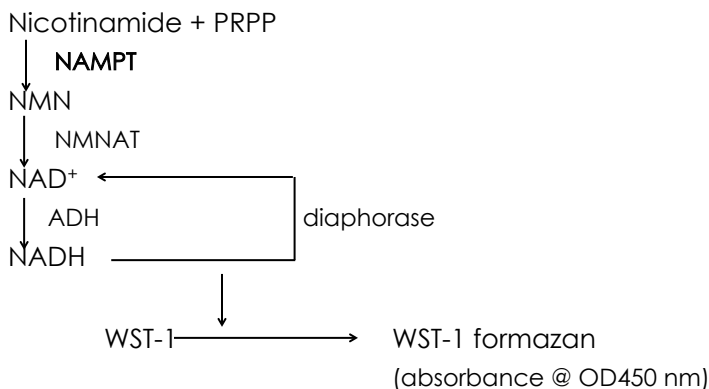 Nicotinamide + PRPP
NAMPT
NMN
NMNAT
NAD⁺
ADH
diaphorase
NADH
WST-1
WST-1 formazan
(absorbance @ OD450 nm)